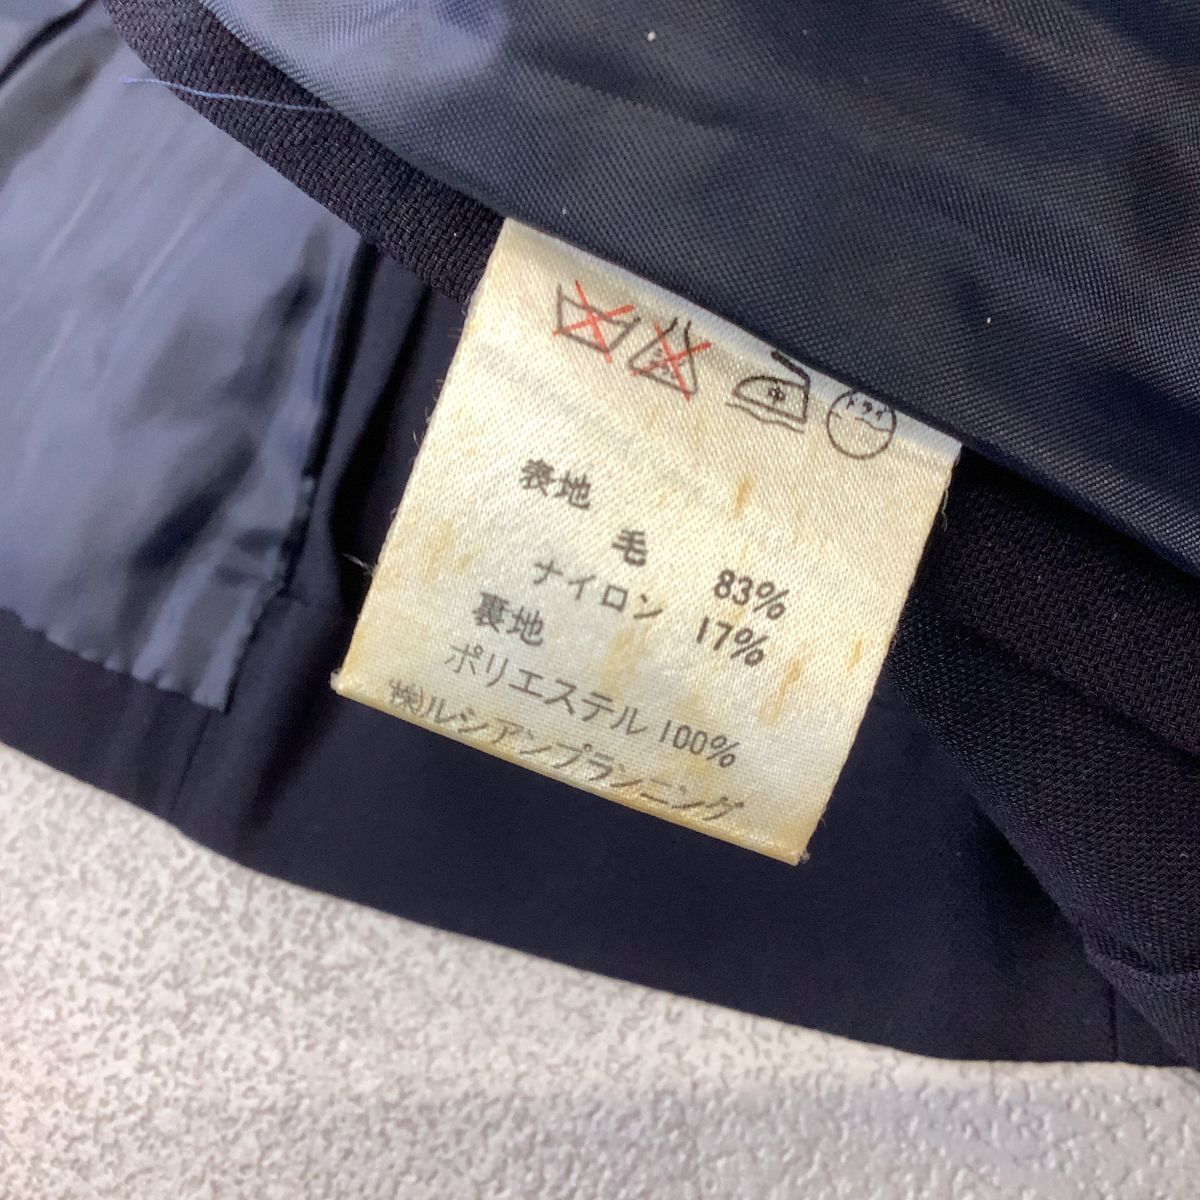 中 ドライ
表地
毛 83%
ナイロン 17%
裏地
ポリエステル 100%
㈱ルシアンプランニング